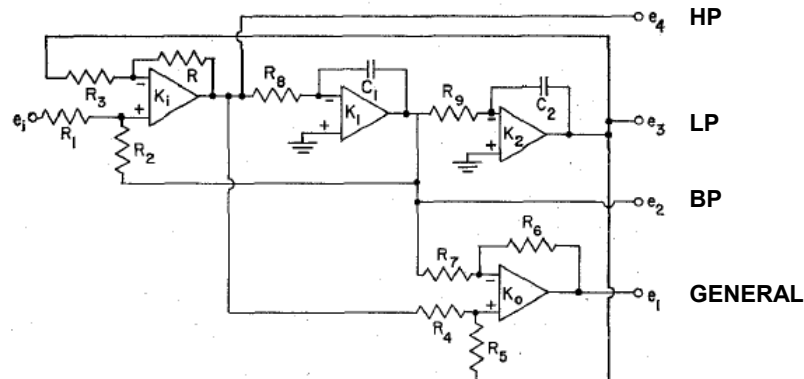 e₄ HP
R
R₃ − Kᵢ +
R₈ C₁
− K₁ +
R₉ C₂
− K₂ +
eᵢ R₁
R₂
e₃ LP
e₂ BP
R₆
R₇
− K₀ +
e₁ GENERAL
R₄
R₅